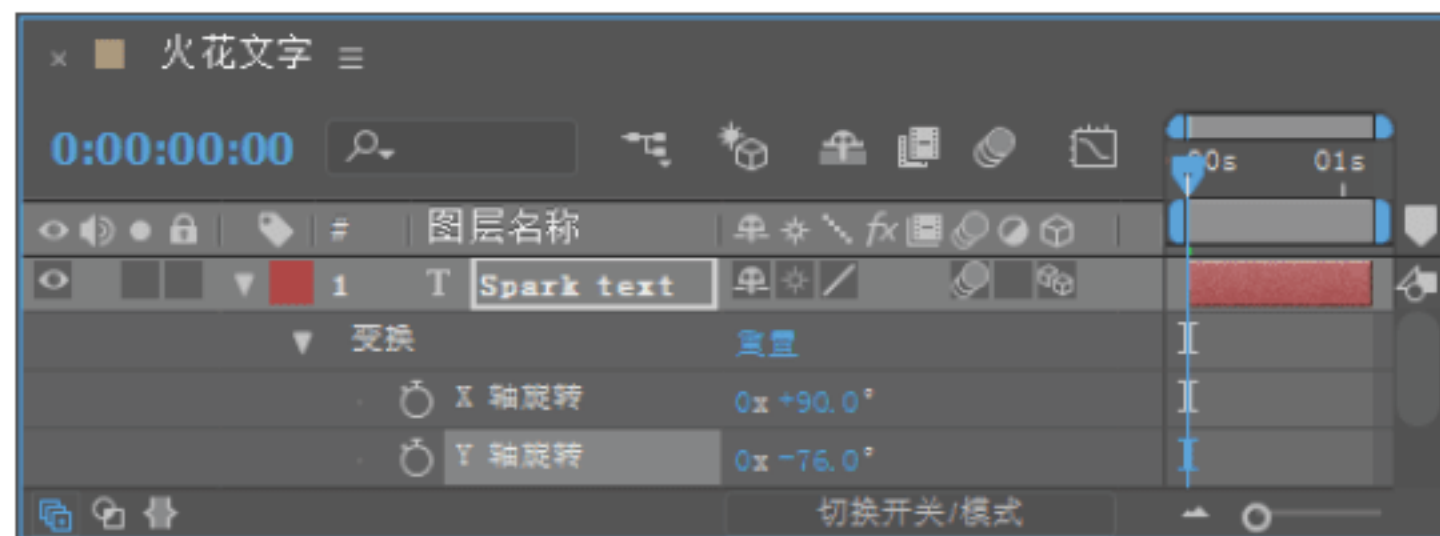 火花文字
0:00:00:00
00s 01s
# 图层名称 fx
1 T Spark text
变换 重置
X 轴旋转 0x +90.0°
Y 轴旋转 0x -76.0°
切换开关/模式